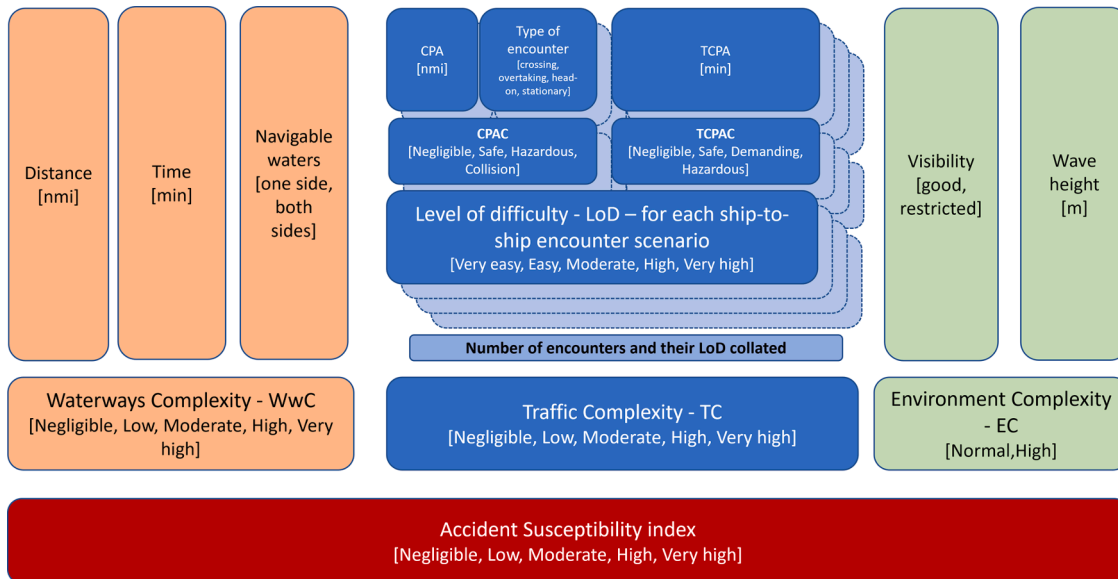 Distance
[nmi]
Time
[min]
Navigable
waters
[one side,
both
sides]
CPA
[nmi]
Type of
encounter
[crossing,
overtaking, head-
on, stationary]
TCPA
[min]
CPAC
[Negligible, Safe, Hazardous,
Collision]
TCPAC
[Negligible, Safe, Demanding,
Hazardous]
Level of difficulty - LoD – for each ship-to-
ship encounter scenario
[Very easy, Easy, Moderate, High, Very high]
Number of encounters and their LoD collated
Visibility
[good,
restricted]
Wave
height
[m]
Waterways Complexity - WwC
[Negligible, Low, Moderate, High, Very
high]
Traffic Complexity - TC
[Negligible, Low, Moderate, High, Very high]
Environment Complexity
- EC
[Normal,High]
Accident Susceptibility index
[Negligible, Low, Moderate, High, Very high]